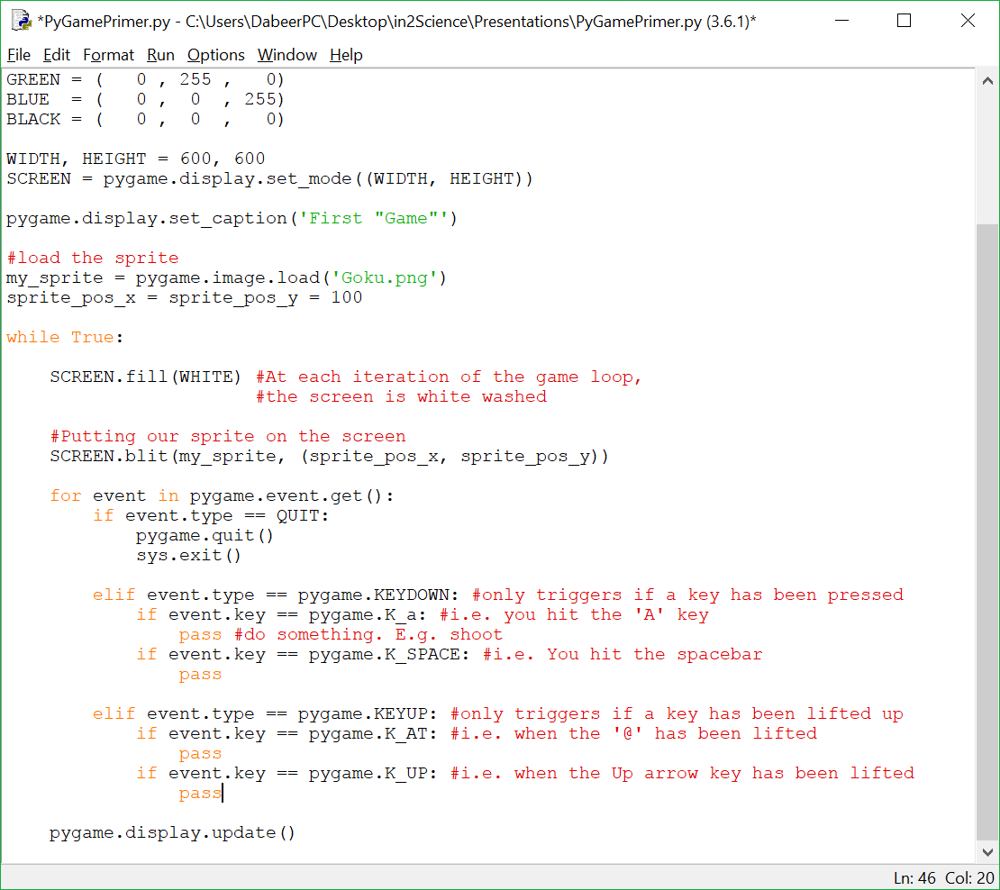 *PyGamePrimer.py - C:\Users\DabeerPC\Desktop\in2Science\Presentations\PyGamePrimer.py (3.6.1)*
File Edit Format Run Options Window Help
GREEN = (   0 , 255 ,   0)
BLUE  = (   0 ,  0  , 255)
BLACK = (   0 ,  0  ,   0)
WIDTH, HEIGHT = 600, 600
SCREEN = pygame.display.set_mode((WIDTH, HEIGHT))
pygame.display.set_caption('First "Game"')
#load the sprite
my_sprite = pygame.image.load('Goku.png')
sprite_pos_x = sprite_pos_y = 100
while True:
    SCREEN.fill(WHITE) #At each iteration of the game loop,
                       #the screen is white washed
    #Putting our sprite on the screen
    SCREEN.blit(my_sprite, (sprite_pos_x, sprite_pos_y))
    for event in pygame.event.get():
        if event.type == QUIT:
            pygame.quit()
            sys.exit()
        elif event.type == pygame.KEYDOWN: #only triggers if a key has been pressed
            if event.key == pygame.K_a: #i.e. you hit the 'A' key
                pass #do something. E.g. shoot
            if event.key == pygame.K_SPACE: #i.e. You hit the spacebar
                pass
        elif event.type == pygame.KEYUP: #only triggers if a key has been lifted up
            if event.key == pygame.K_AT: #i.e. when the '@' has been lifted
                pass
            if event.key == pygame.K_UP: #i.e. when the Up arrow key has been lifted
                pass
    pygame.display.update()
Ln: 46 Col: 20